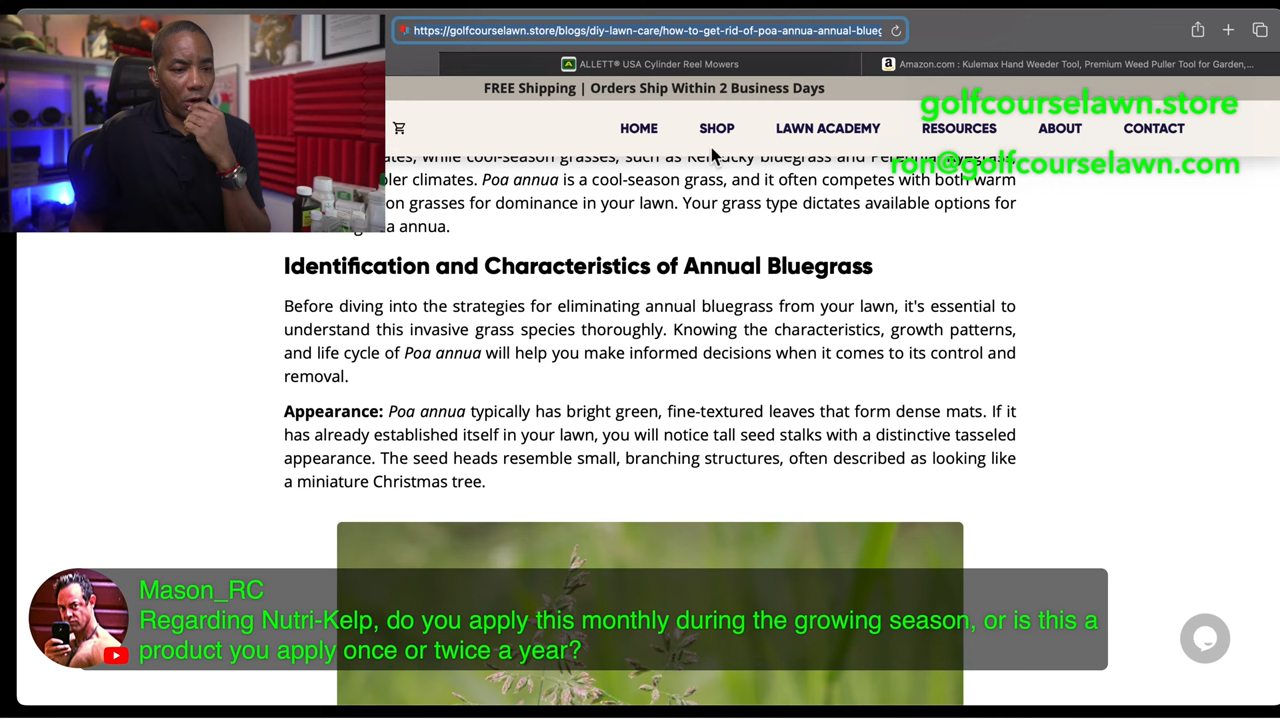 https://golfcourselawn.store/blogs/diy-lawn-care/how-to-get-rid-of-poa-annua-annual-blueg
ALLETT® USA Cylinder Reel Mowers
Amazon.com : Kulemax Hand Weeder Tool, Premium Weed Puller Tool for Garden,...
FREE Shipping | Orders Ship Within 2 Business Days
golfcourselawn.store
HOME SHOP LAWN ACADEMY RESOURCES ABOUT CONTACT
ron@golfcourselawn.com
while cool-season grasses, such as Kentucky bluegrass and Perennial
climates. Poa annua is a cool-season grass, and it often competes with both warm
on grasses for dominance in your lawn. Your grass type dictates available options for
annua.
Identification and Characteristics of Annual Bluegrass
Before diving into the strategies for eliminating annual bluegrass from your lawn, it's essential to
understand this invasive grass species thoroughly. Knowing the characteristics, growth patterns,
and life cycle of Poa annua will help you make informed decisions when it comes to its control and
removal.
Appearance: Poa annua typically has bright green, fine-textured leaves that form dense mats. If it
has already established itself in your lawn, you will notice tall seed stalks with a distinctive tasseled
appearance. The seed heads resemble small, branching structures, often described as looking like
a miniature Christmas tree.
Mason_RC
Regarding Nutri-Kelp, do you apply this monthly during the growing season, or is this a
product you apply once or twice a year?